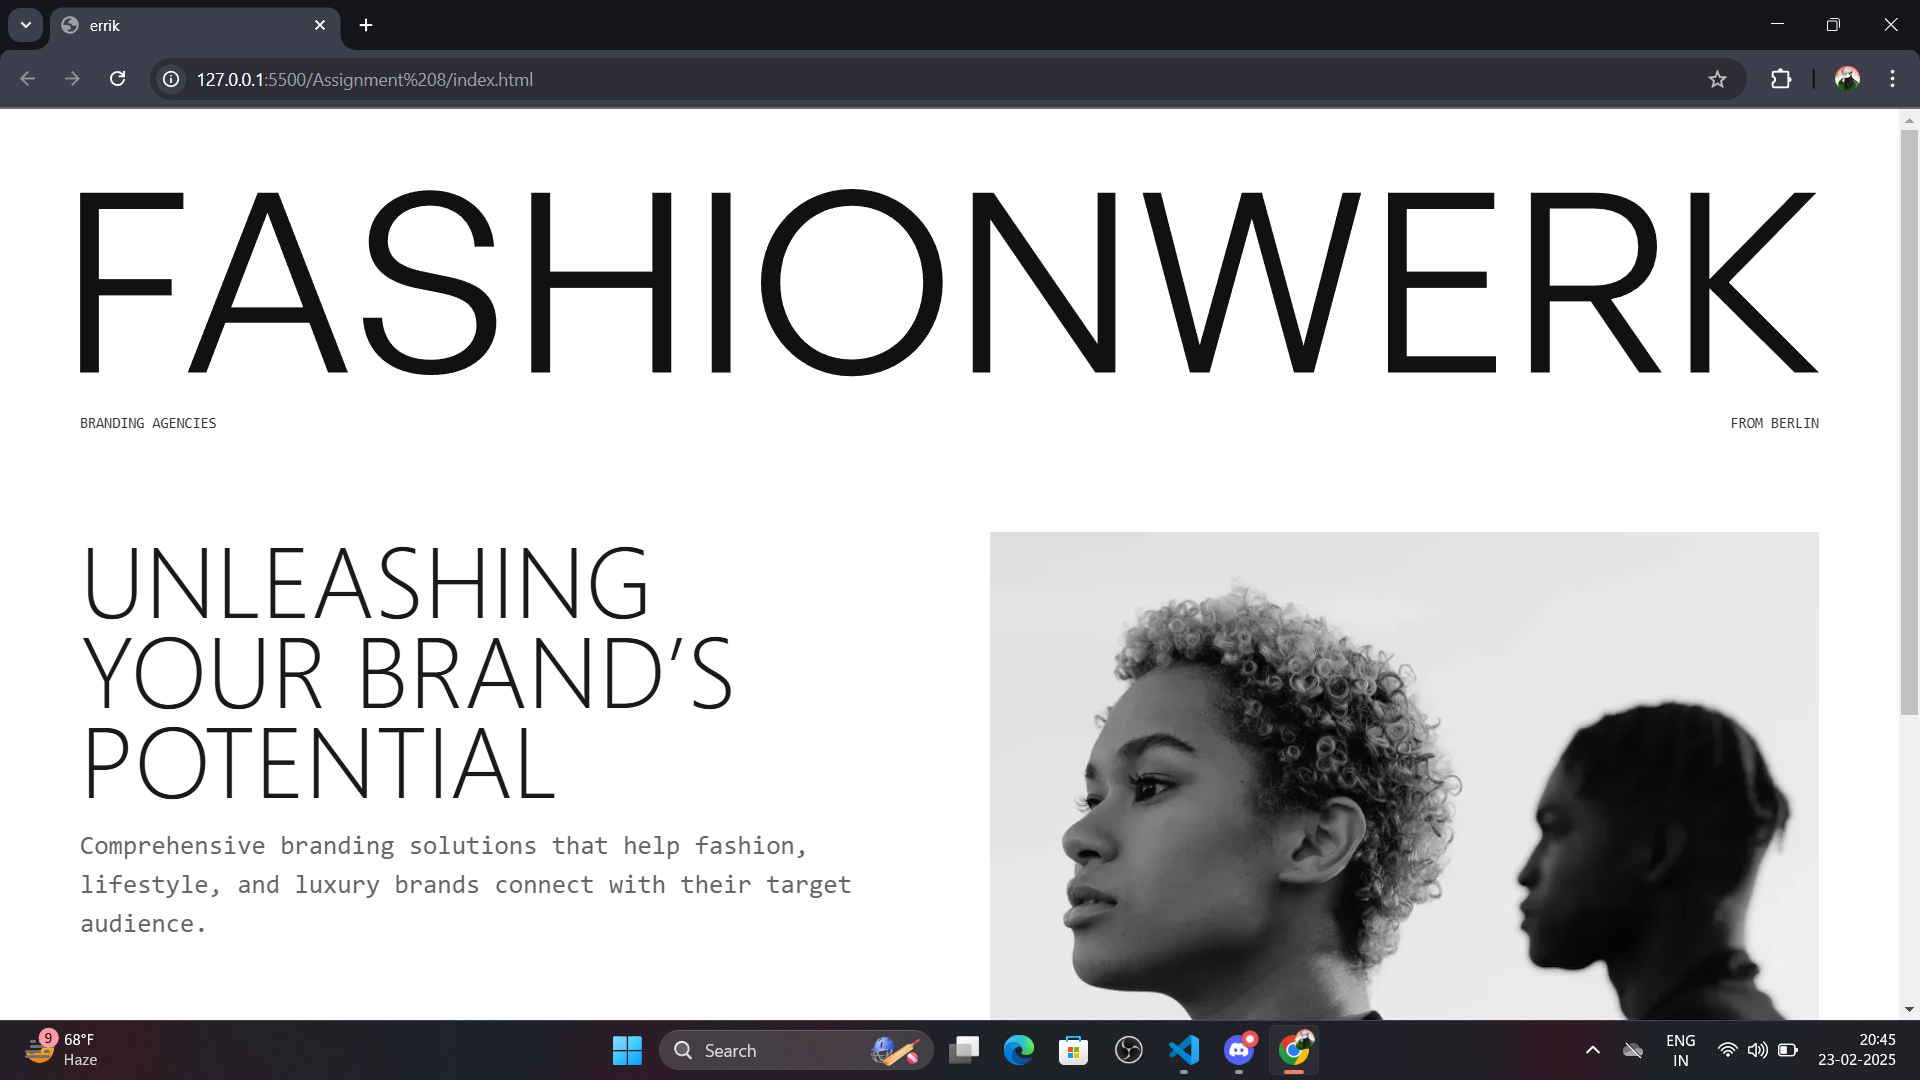 errik
127.0.0.1:5500/Assignment%208/index.html
FASHIONWERK
BRANDING AGENCIES
FROM BERLIN
UNLEASHING
YOUR BRAND’S
POTENTIAL
Comprehensive branding solutions that help fashion,
lifestyle, and luxury brands connect with their target
audience.
9
68°F
Haze
Search
ENG
IN
20:45
23-02-2025